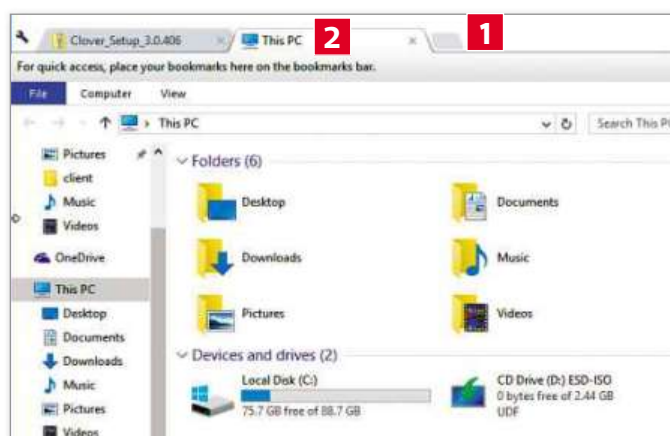 Clover_Setup_3.0.406
This PC
2
1
For quick access, place your bookmarks here on the bookmarks bar.
File Computer View
This PC
Search This P
Pictures
client
Music
Videos
OneDrive
This PC
Desktop
Documents
Downloads
Music
Pictures
Videos
Folders (6)
Desktop
Documents
Downloads
Music
Pictures
Videos
Devices and drives (2)
Local Disk (C:)
75.7 GB free of 88.7 GB
CD Drive (D:) ESD-ISO
0 bytes free of 2.44 GB
UDF